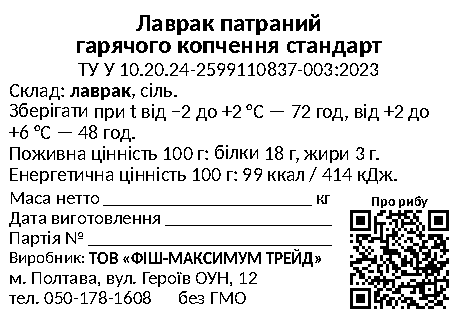 Лаврак патраний
гарячого копчення стандарт
ТУ У 10.20.24-2599110837-003:2023
Склад: лаврак, сіль.
Зберігати при t від −2 до +2 °C — 72 год, від +2 до
+6 °C — 48 год.
Поживна цінність 100 г: білки 18 г, жири 3 г.
Енергетична цінність 100 г: 99 ккал / 414 кДж.
Маса нетто ____________________ кг
Дата виготовлення ________________
Партія № ________________________
Про рибу
Виробник: ТОВ «ФІШ-МАКСИМУМ ТРЕЙД»
м. Полтава, вул. Героїв ОУН, 12
тел. 050-178-1608 без ГМО